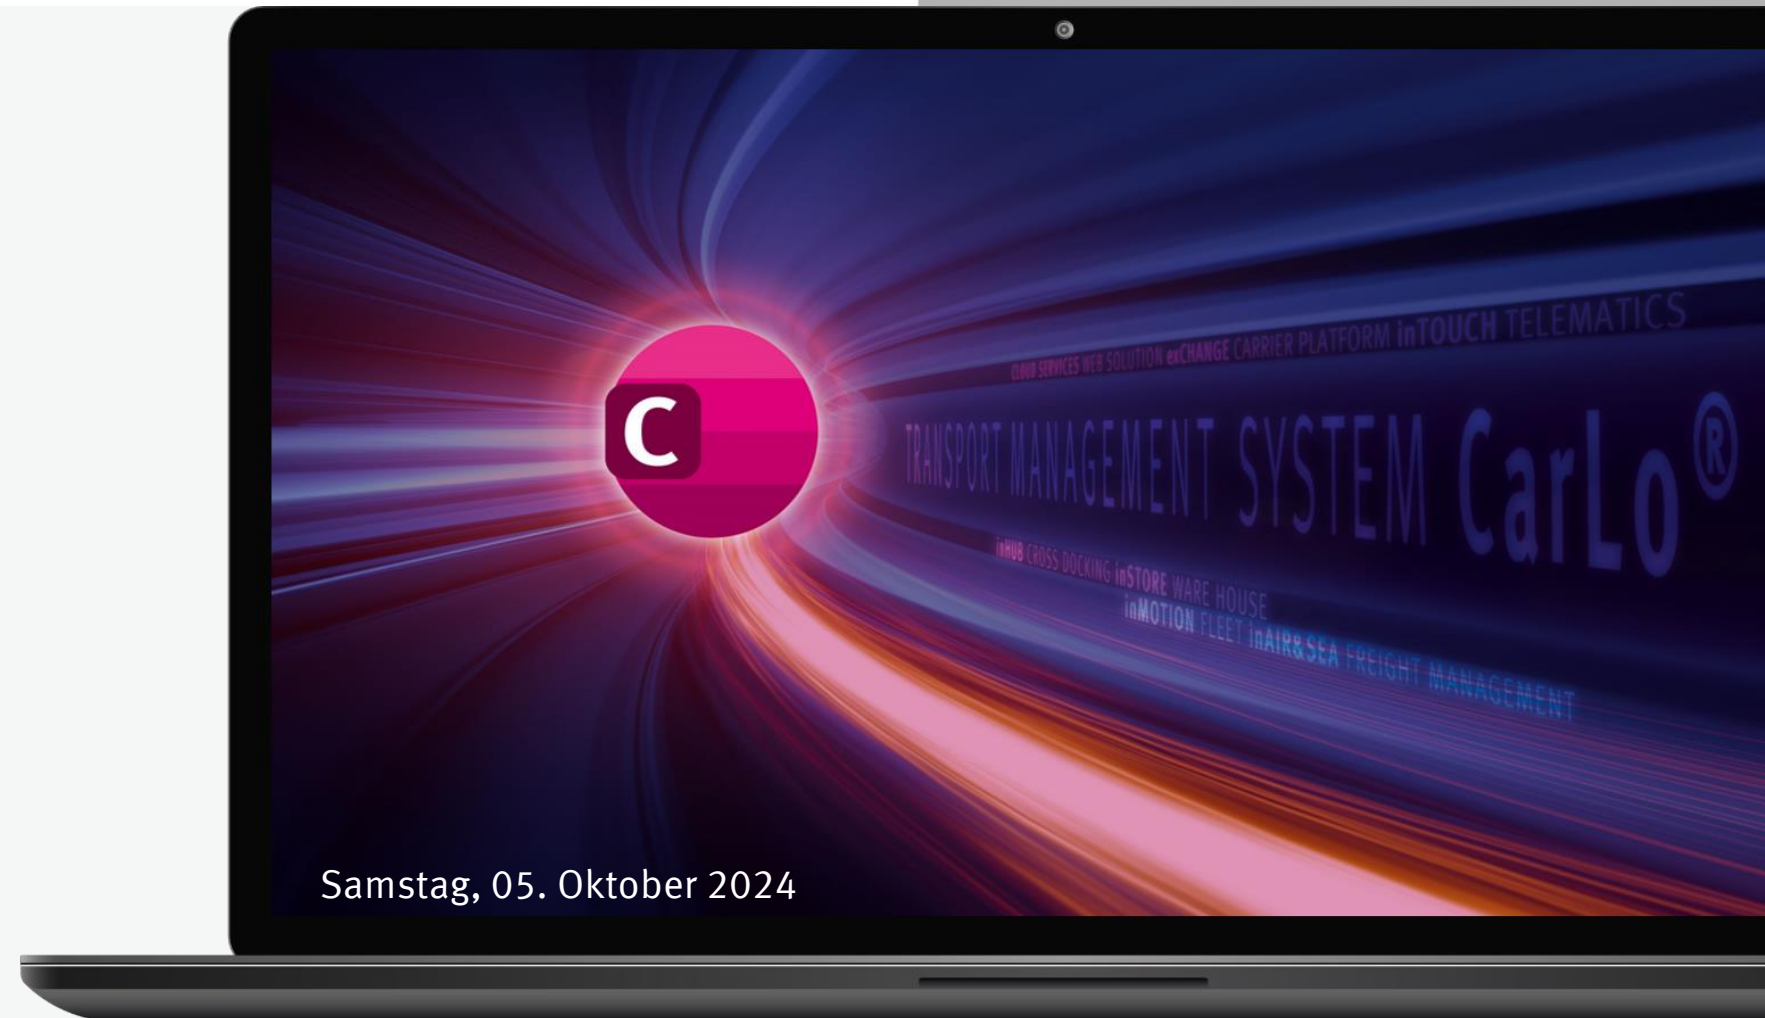 CLOUD SERVICES WEB SOLUTION exCHANGE CARRIER PLATFORM inTOUCH TELEMATICS
TRANSPORT MANAGEMENT SYSTEM CarLo®
C
inHUB CROSS DOCKING inSTORE WARE HOUSE
inMOTION FLEET inAIR&SEA FREIGHT MANAGEMENT
Samstag, 05. Oktober 2024